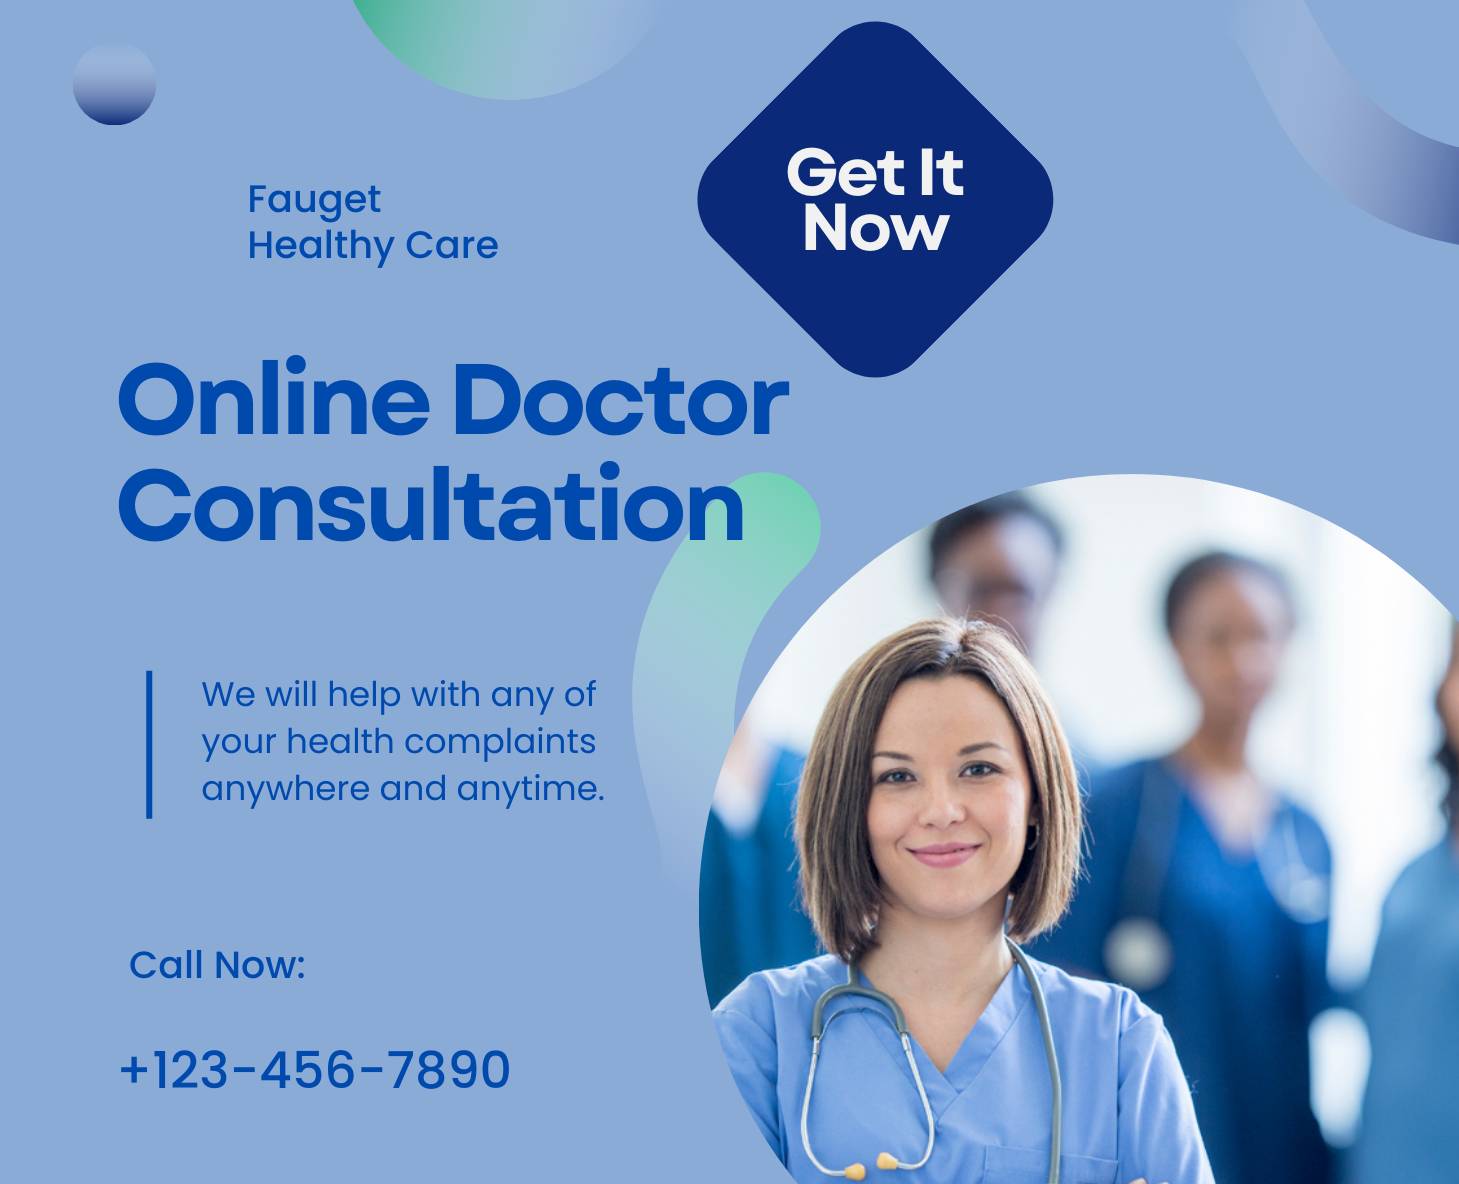 Fauget
Healthy Care
Get It
Now
Online Doctor
Consultation
We will help with any of
your health complaints
anywhere and anytime.
Call Now:
+123-456-7890